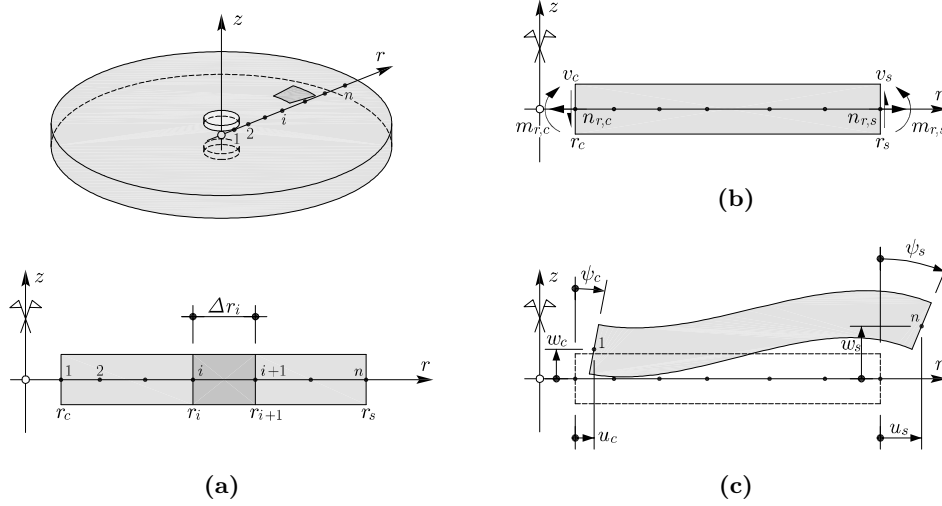 z
r
1
2
i
n
z
Δr_i
r
1
2
i
i+1
n
r_c
r_i
r_{i+1}
r_s
(a)
z
v_c
v_s
r
n_{r,c}
n_{r,s}
m_{r,c}
m_{r,s}
r_c
r_s
(b)
z
ψ_c
ψ_s
w_c
1
w_s
n
r
u_c
u_s
(c)